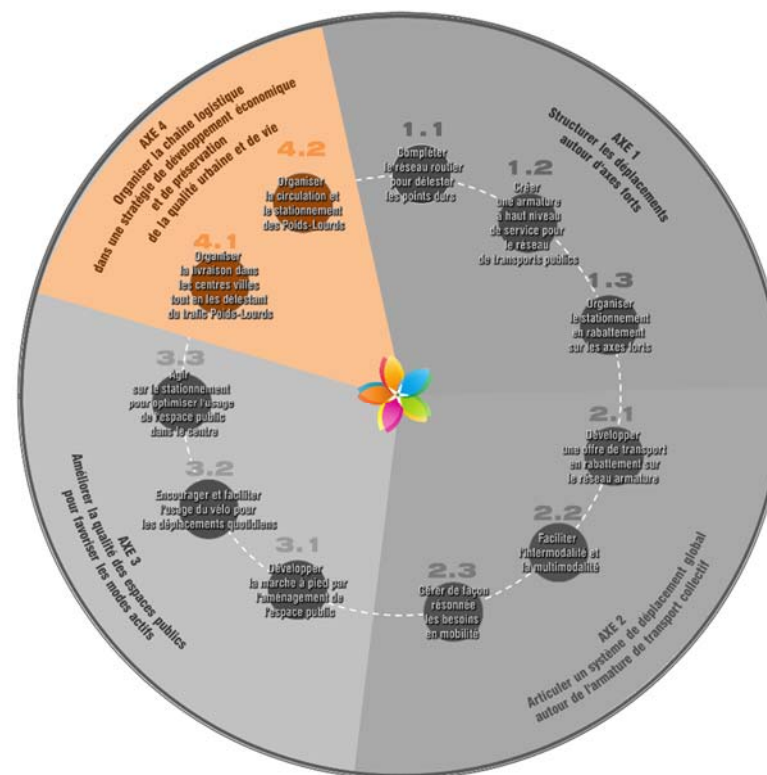 AXE 1
Structurer les déplacements
autour d'axes forts
1.1
Compléter
le réseau routier
pour délester
les points durs
1.2
Créer
une armature
à haut niveau
de service pour
le réseau
de transports publics
1.3
Organiser
le stationnement
en rabattement
sur les axes forts
2.1
Développer
une offre de transport
en rabattement sur
le réseau armature
2.2
Faciliter
l'intermodalité et
la multimodalité
2.3
Gérer de façon
résonnée
les besoins
en mobilité
AXE 2
Articuler un système de déplacement global
autour de l'armature de transport collectif
3.1
Développer
la marche à pied par
l'aménagement de
l'espace public
3.2
Encourager et faciliter
l'usage du vélo pour
les déplacements quotidiens
3.3
Agir
sur le stationnement
pour optimiser l'usage
de l'espace public
dans le centre
AXE 3
Améliorer la qualité des espaces publics
pour favoriser les modes actifs
4.1
Organiser
la livraison dans
les centres villes
tout en les délestant
du trafic Poids-Lourds
4.2
Organiser
la circulation et
le stationnement
des Poids-Lourds
AXE 4
Organiser la chaîne logistique
dans une stratégie de développement économique
et de préservation
de la qualité urbaine et de vie